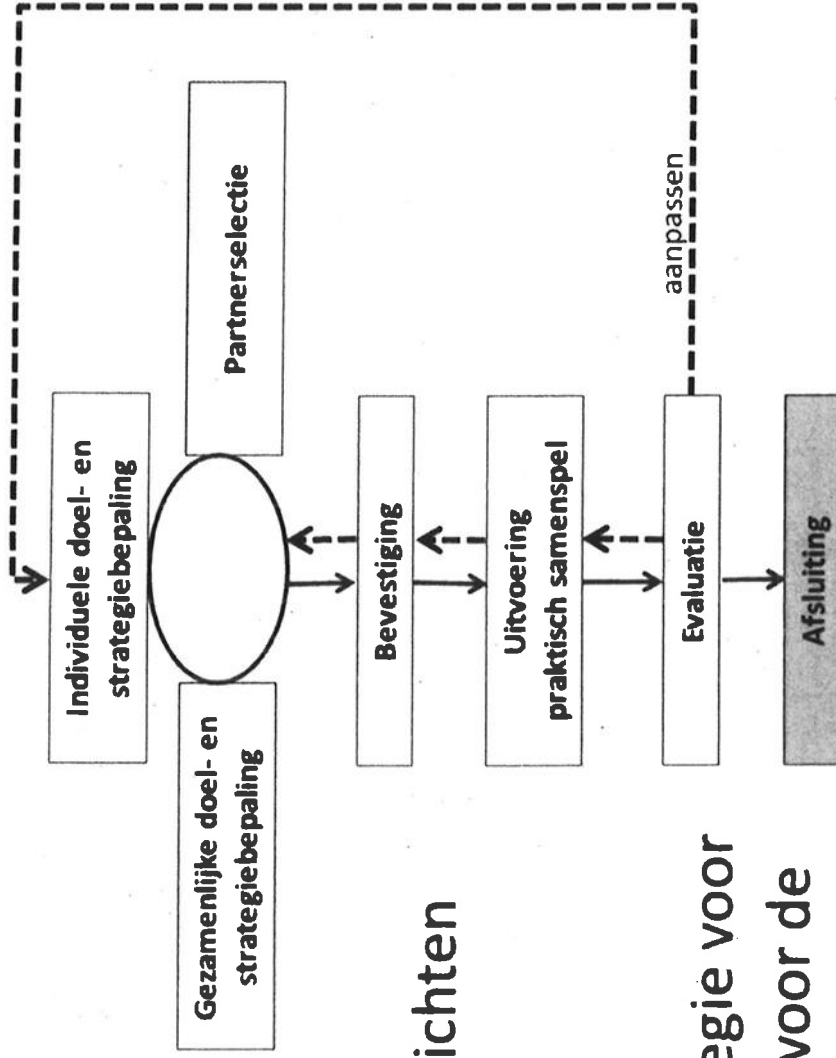 Individuele doel- en
strategiebepaling
Gezamenlijke doel- en
strategiebepaling
Partnerselectie
Bevestiging
Uitvoering
praktisch samenspel
Evaluatie
aanpassen
Afsluiting
ichten
egie voor
voor de